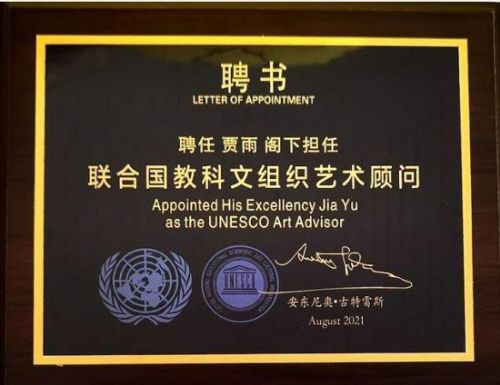 聘书
LETTER OF APPOINTMENT
聘任 贾雨 阁下担任
联合国教科文组织艺术顾问
Appointed His Excellency Jia Yu
as the UNESCO Art Advisor
UNESCO
安东尼奥·古特雷斯
August 2021